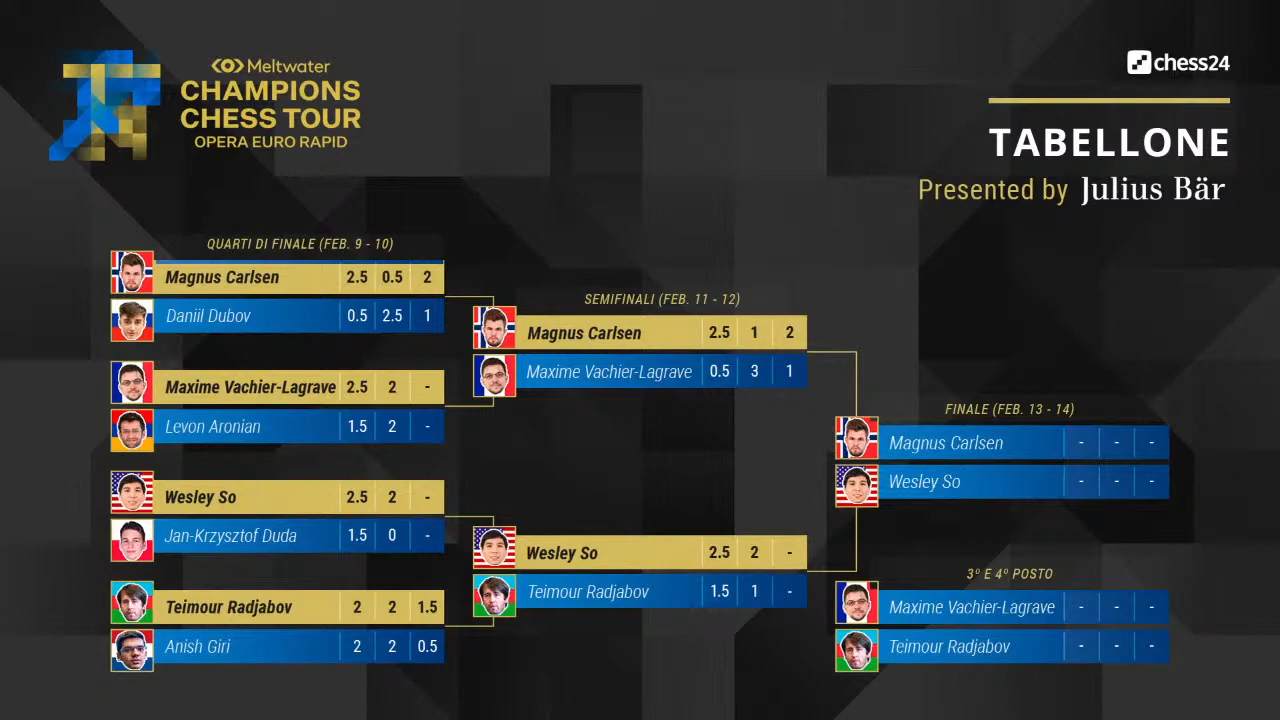 Meltwater
CHAMPIONS
CHESS TOUR
OPERA EURO RAPID
chess24
TABELLONE
Presented by Julius Bär
QUARTI DI FINALE (FEB. 9 - 10)
Magnus Carlsen 2.5 0.5 2
Daniil Dubov 0.5 2.5 1
Maxime Vachier-Lagrave 2.5 2 -
Levon Aronian 1.5 2 -
Wesley So 2.5 2 -
Jan-Krzysztof Duda 1.5 0 -
Teimour Radjabov 2 2 1.5
Anish Giri 2 2 0.5
SEMIFINALI (FEB. 11 - 12)
Magnus Carlsen 2.5 1 2
Maxime Vachier-Lagrave 0.5 3 1
Wesley So 2.5 2 -
Teimour Radjabov 1.5 1 -
FINALE (FEB. 13 - 14)
Magnus Carlsen - - -
Wesley So - - -
3º E 4º POSTO
Maxime Vachier-Lagrave - - -
Teimour Radjabov - - -